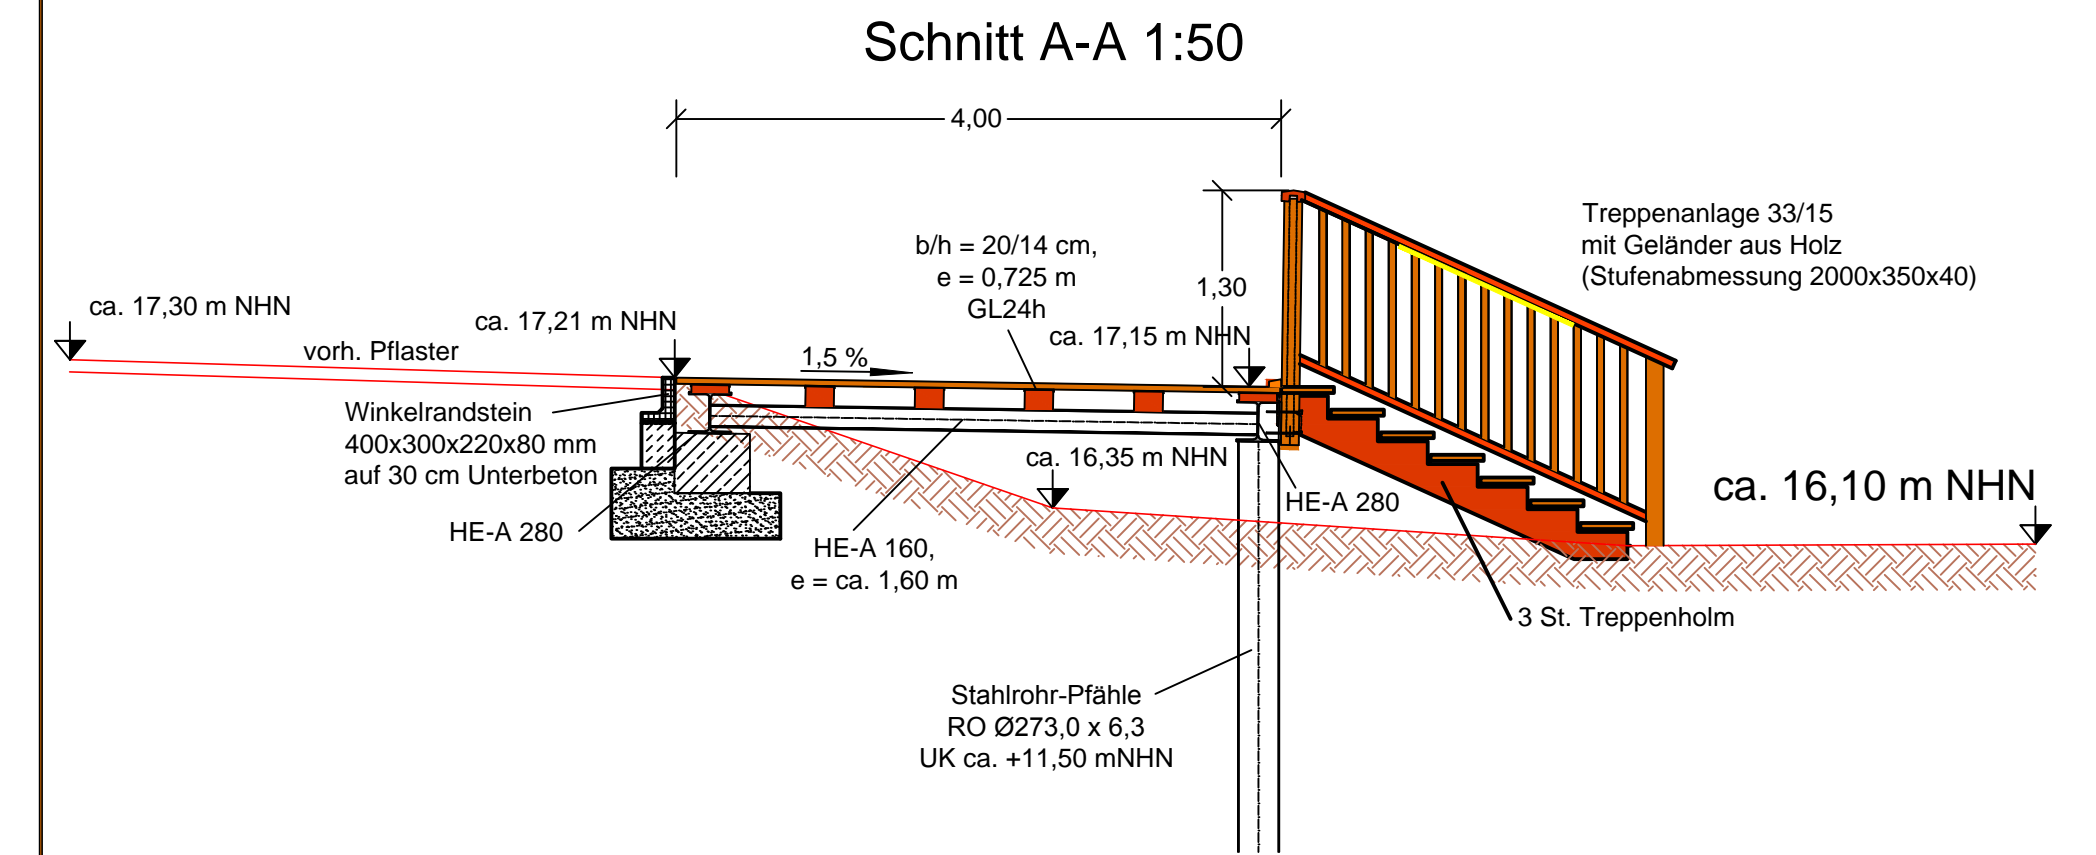 Schnitt A-A 1:50
4,00
Treppenanlage 33/15
mit Geländer aus Holz
(Stufenabmessung 2000x350x40)
b/h = 20/14 cm,
e = 0,725 m
GL24h
1,30
ca. 17,30 m NHN
ca. 17,21 m NHN
ca. 17,15 m NHN
vorh. Pflaster
1,5 %
Winkelrandstein
400x300x220x80 mm
auf 30 cm Unterbeton
ca. 16,35 m NHN
ca. 16,10 m NHN
HE-A 280
HE-A 280
HE-A 160,
e = ca. 1,60 m
3 St. Treppenholm
Stahlrohr-Pfähle
RO Ø273,0 x 6,3
UK ca. +11,50 mNHN